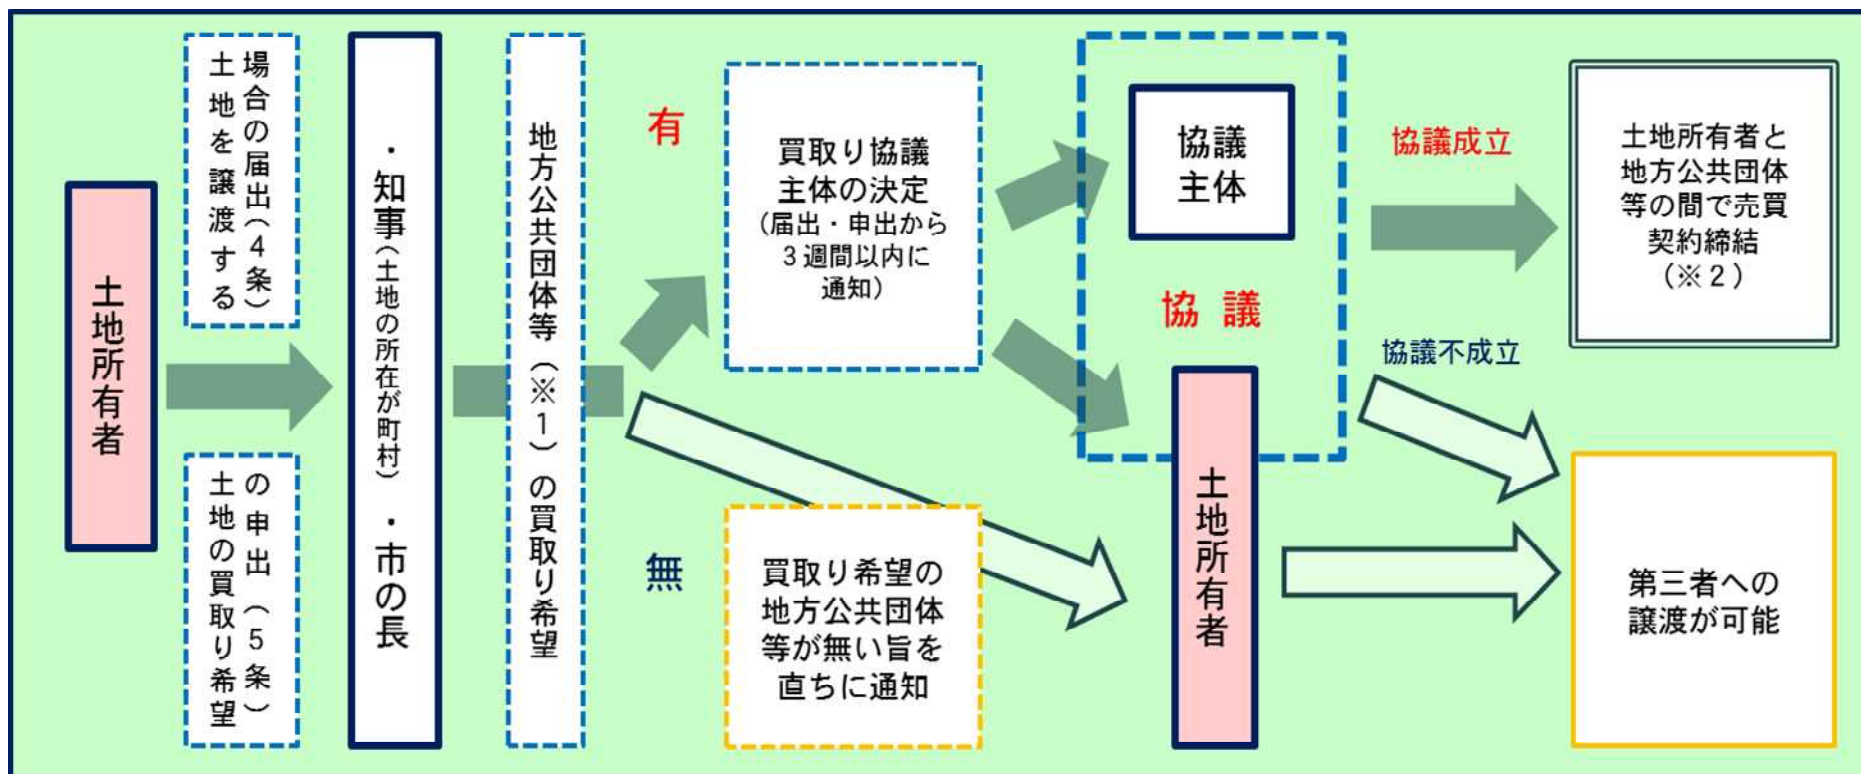 土地所有者
土地を譲渡する
場合の届出(4条)
土地の買取り希望
の申出(5条)
・知事(土地の所在が町村) ・市の長
地方公共団体等(※1)の買取り希望
有
無
買取り協議
主体の決定
(届出・申出から
3週間以内に
通知)
買取り希望の
地方公共団体
等が無い旨を
直ちに通知
協議
主体
協 議
土地所有者
協議成立
協議不成立
土地所有者と
地方公共団体
等の間で売買
契約締結
(※2)
第三者への
譲渡が可能